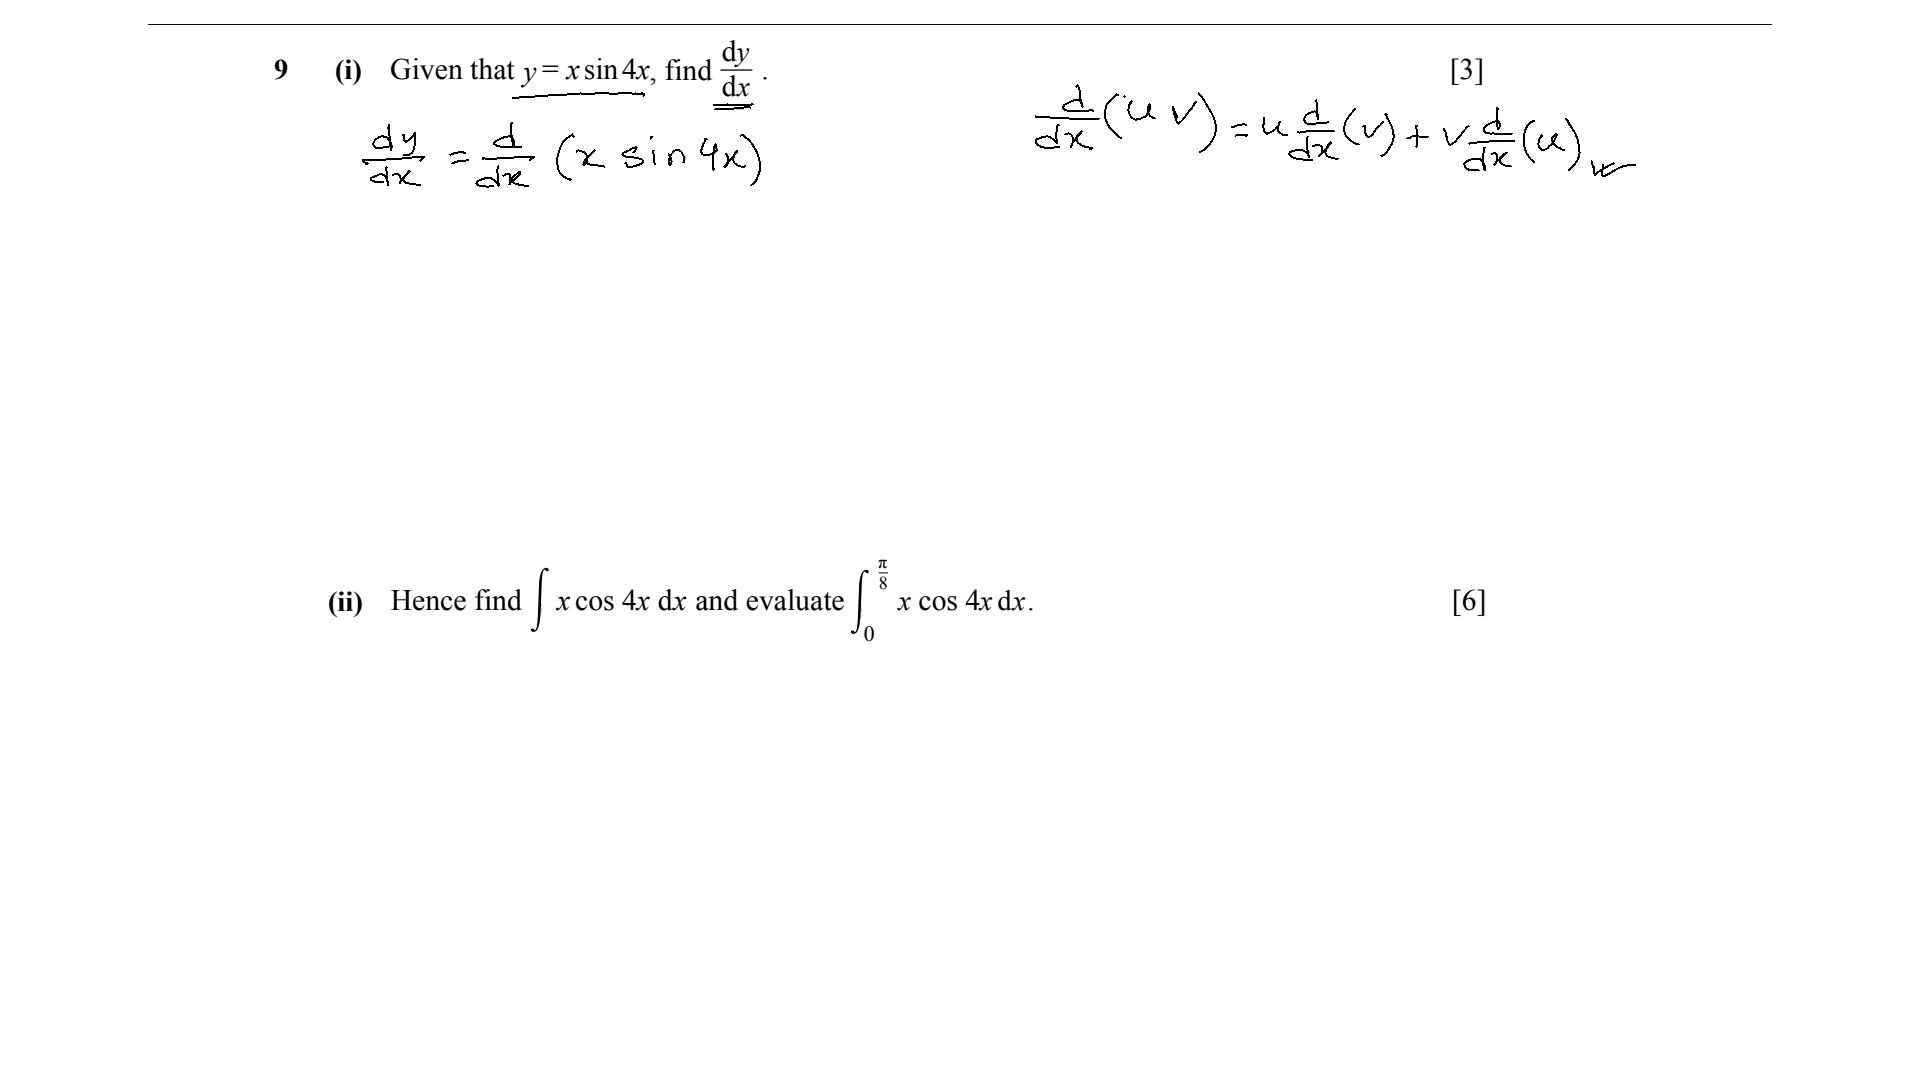 9 (i) Given that y = x sin 4x, find dy/dx . [3]
dy/dx = d/dx (x sin 4x)
d/dx (u v) = u d/dx (v) + v d/dx (u)
(ii) Hence find ∫ x cos 4x dx and evaluate ∫₀^(π/8) x cos 4x dx. [6]